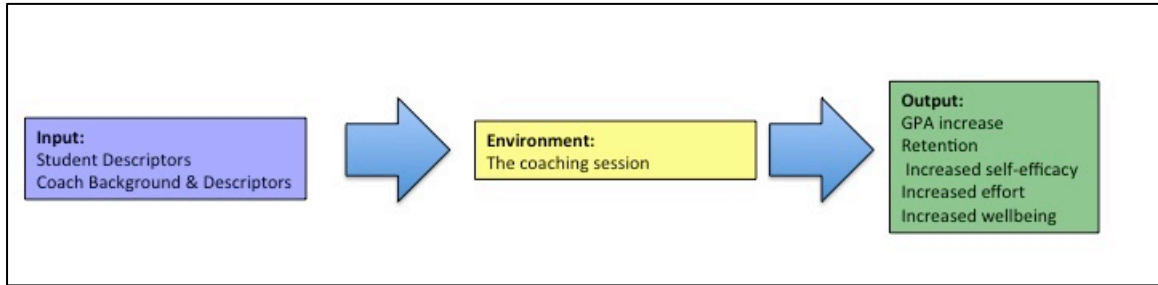 Input:
Student Descriptors
Coach Background & Descriptors
Environment:
The coaching session
Output:
GPA increase
Retention
Increased self-efficacy
Increased effort
Increased wellbeing